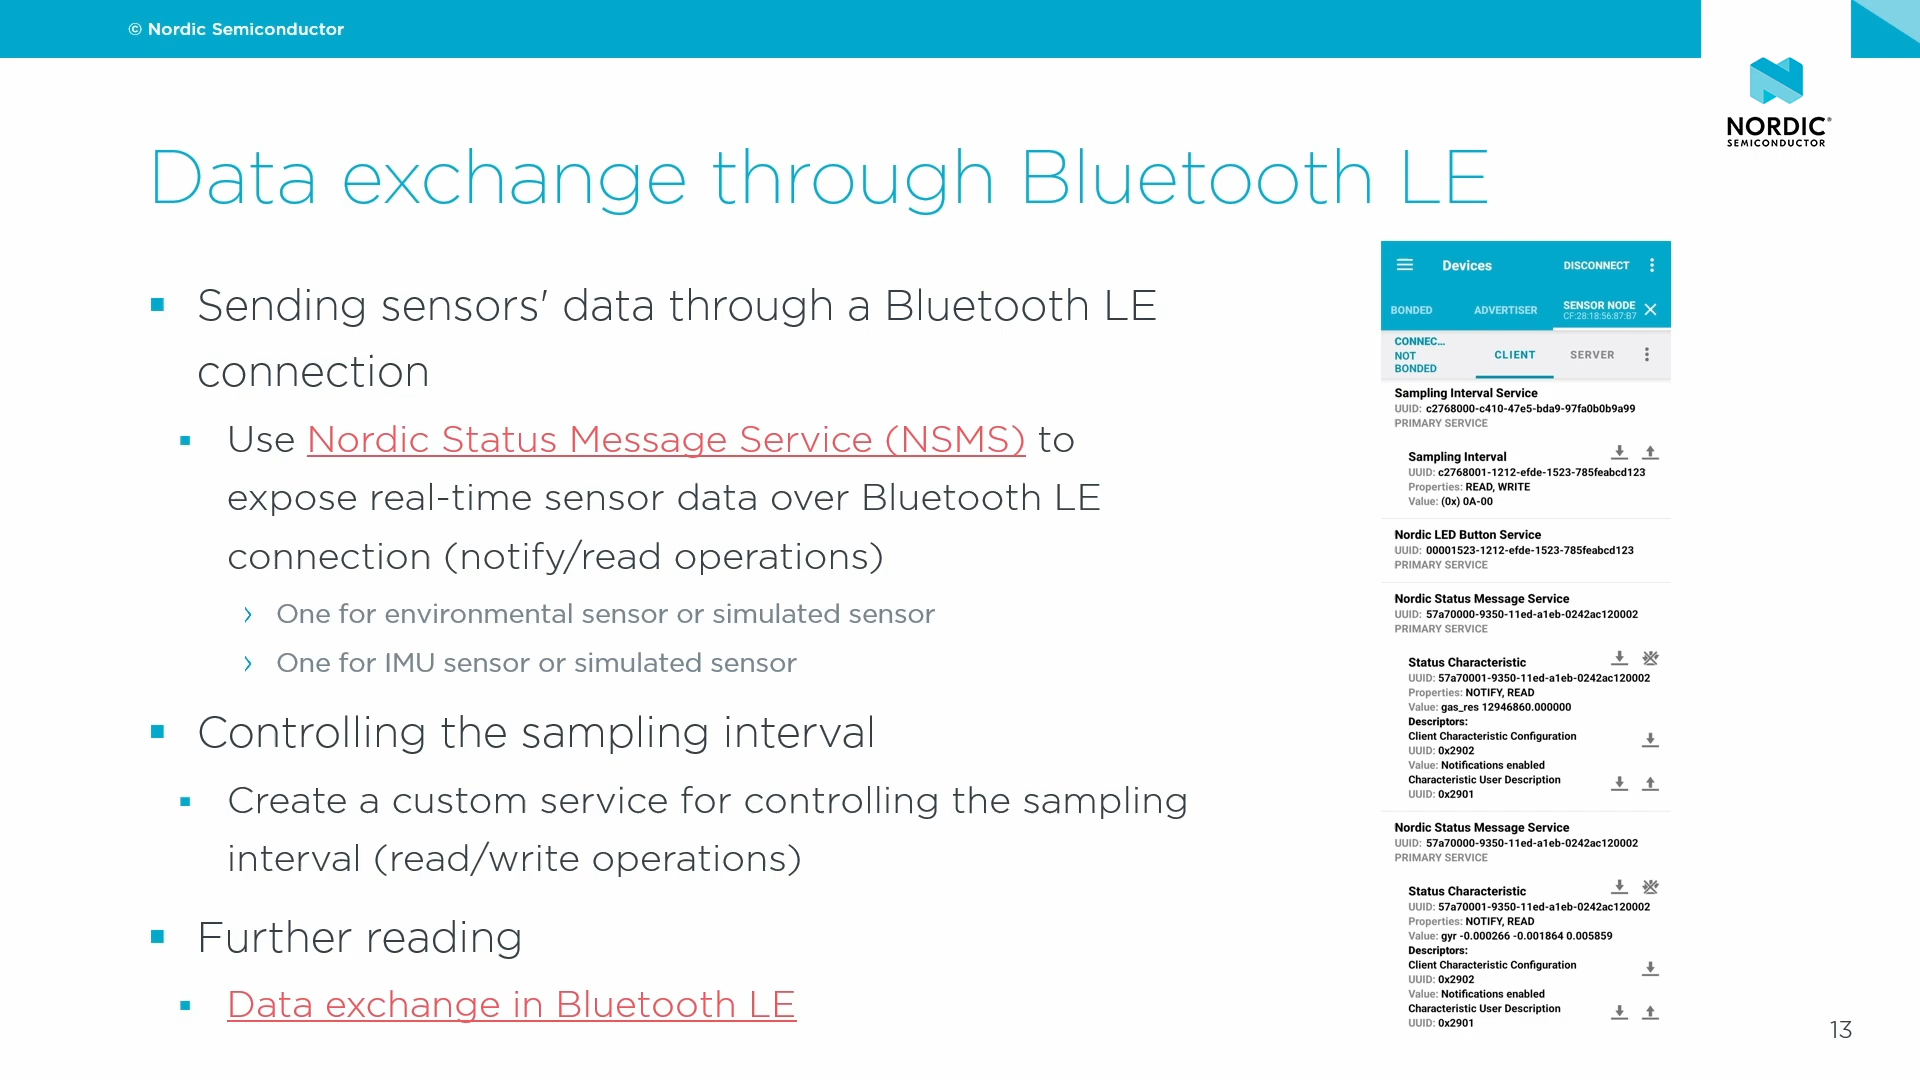 © Nordic Semiconductor
NORDIC®
SEMICONDUCTOR
Data exchange through Bluetooth LE
Sending sensors' data through a Bluetooth LE
connection
Use Nordic Status Message Service (NSMS) to
expose real-time sensor data over Bluetooth LE
connection (notify/read operations)
One for environmental sensor or simulated sensor
One for IMU sensor or simulated sensor
Controlling the sampling interval
Create a custom service for controlling the sampling
interval (read/write operations)
Further reading
Data exchange in Bluetooth LE
Devices DISCONNECT
BONDED ADVERTISER SENSOR NODE
CF:28:18:56:87:B7
CONNEC...
NOT
BONDED
CLIENT SERVER
Sampling Interval Service
UUID: c2768000-c410-47e5-bda9-97fa0b0b9a99
PRIMARY SERVICE
Sampling Interval
UUID: c2768001-1212-efde-1523-785feabcd123
Properties: READ, WRITE
Value: (0x) 0A-00
Nordic LED Button Service
UUID: 00001523-1212-efde-1523-785feabcd123
PRIMARY SERVICE
Nordic Status Message Service
UUID: 57a70000-9350-11ed-a1eb-0242ac120002
PRIMARY SERVICE
Status Characteristic
UUID: 57a70001-9350-11ed-a1eb-0242ac120002
Properties: NOTIFY, READ
Value: gas_res 12946860.000000
Descriptors:
Client Characteristic Configuration
UUID: 0x2902
Value: Notifications enabled
Characteristic User Description
UUID: 0x2901
Nordic Status Message Service
UUID: 57a70000-9350-11ed-a1eb-0242ac120002
PRIMARY SERVICE
Status Characteristic
UUID: 57a70001-9350-11ed-a1eb-0242ac120002
Properties: NOTIFY, READ
Value: gyr -0.000266 -0.001864 0.005859
Descriptors:
Client Characteristic Configuration
UUID: 0x2902
Value: Notifications enabled
Characteristic User Description
UUID: 0x2901
13